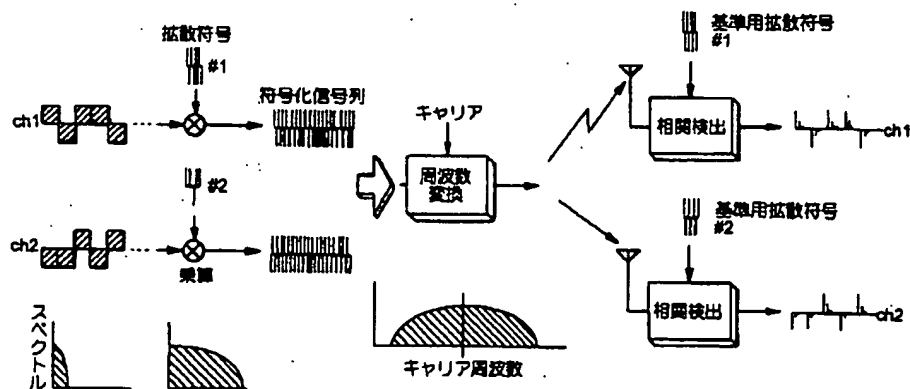 拡散符号
#1
ch1
符号化信号列
#2
ch2
乗算
スペクトル
キャリア
周波数
変換
キャリア周波数
基準用拡散符号
#1
相関検出
ch1
基準用拡散符号
#2
相関検出
ch2